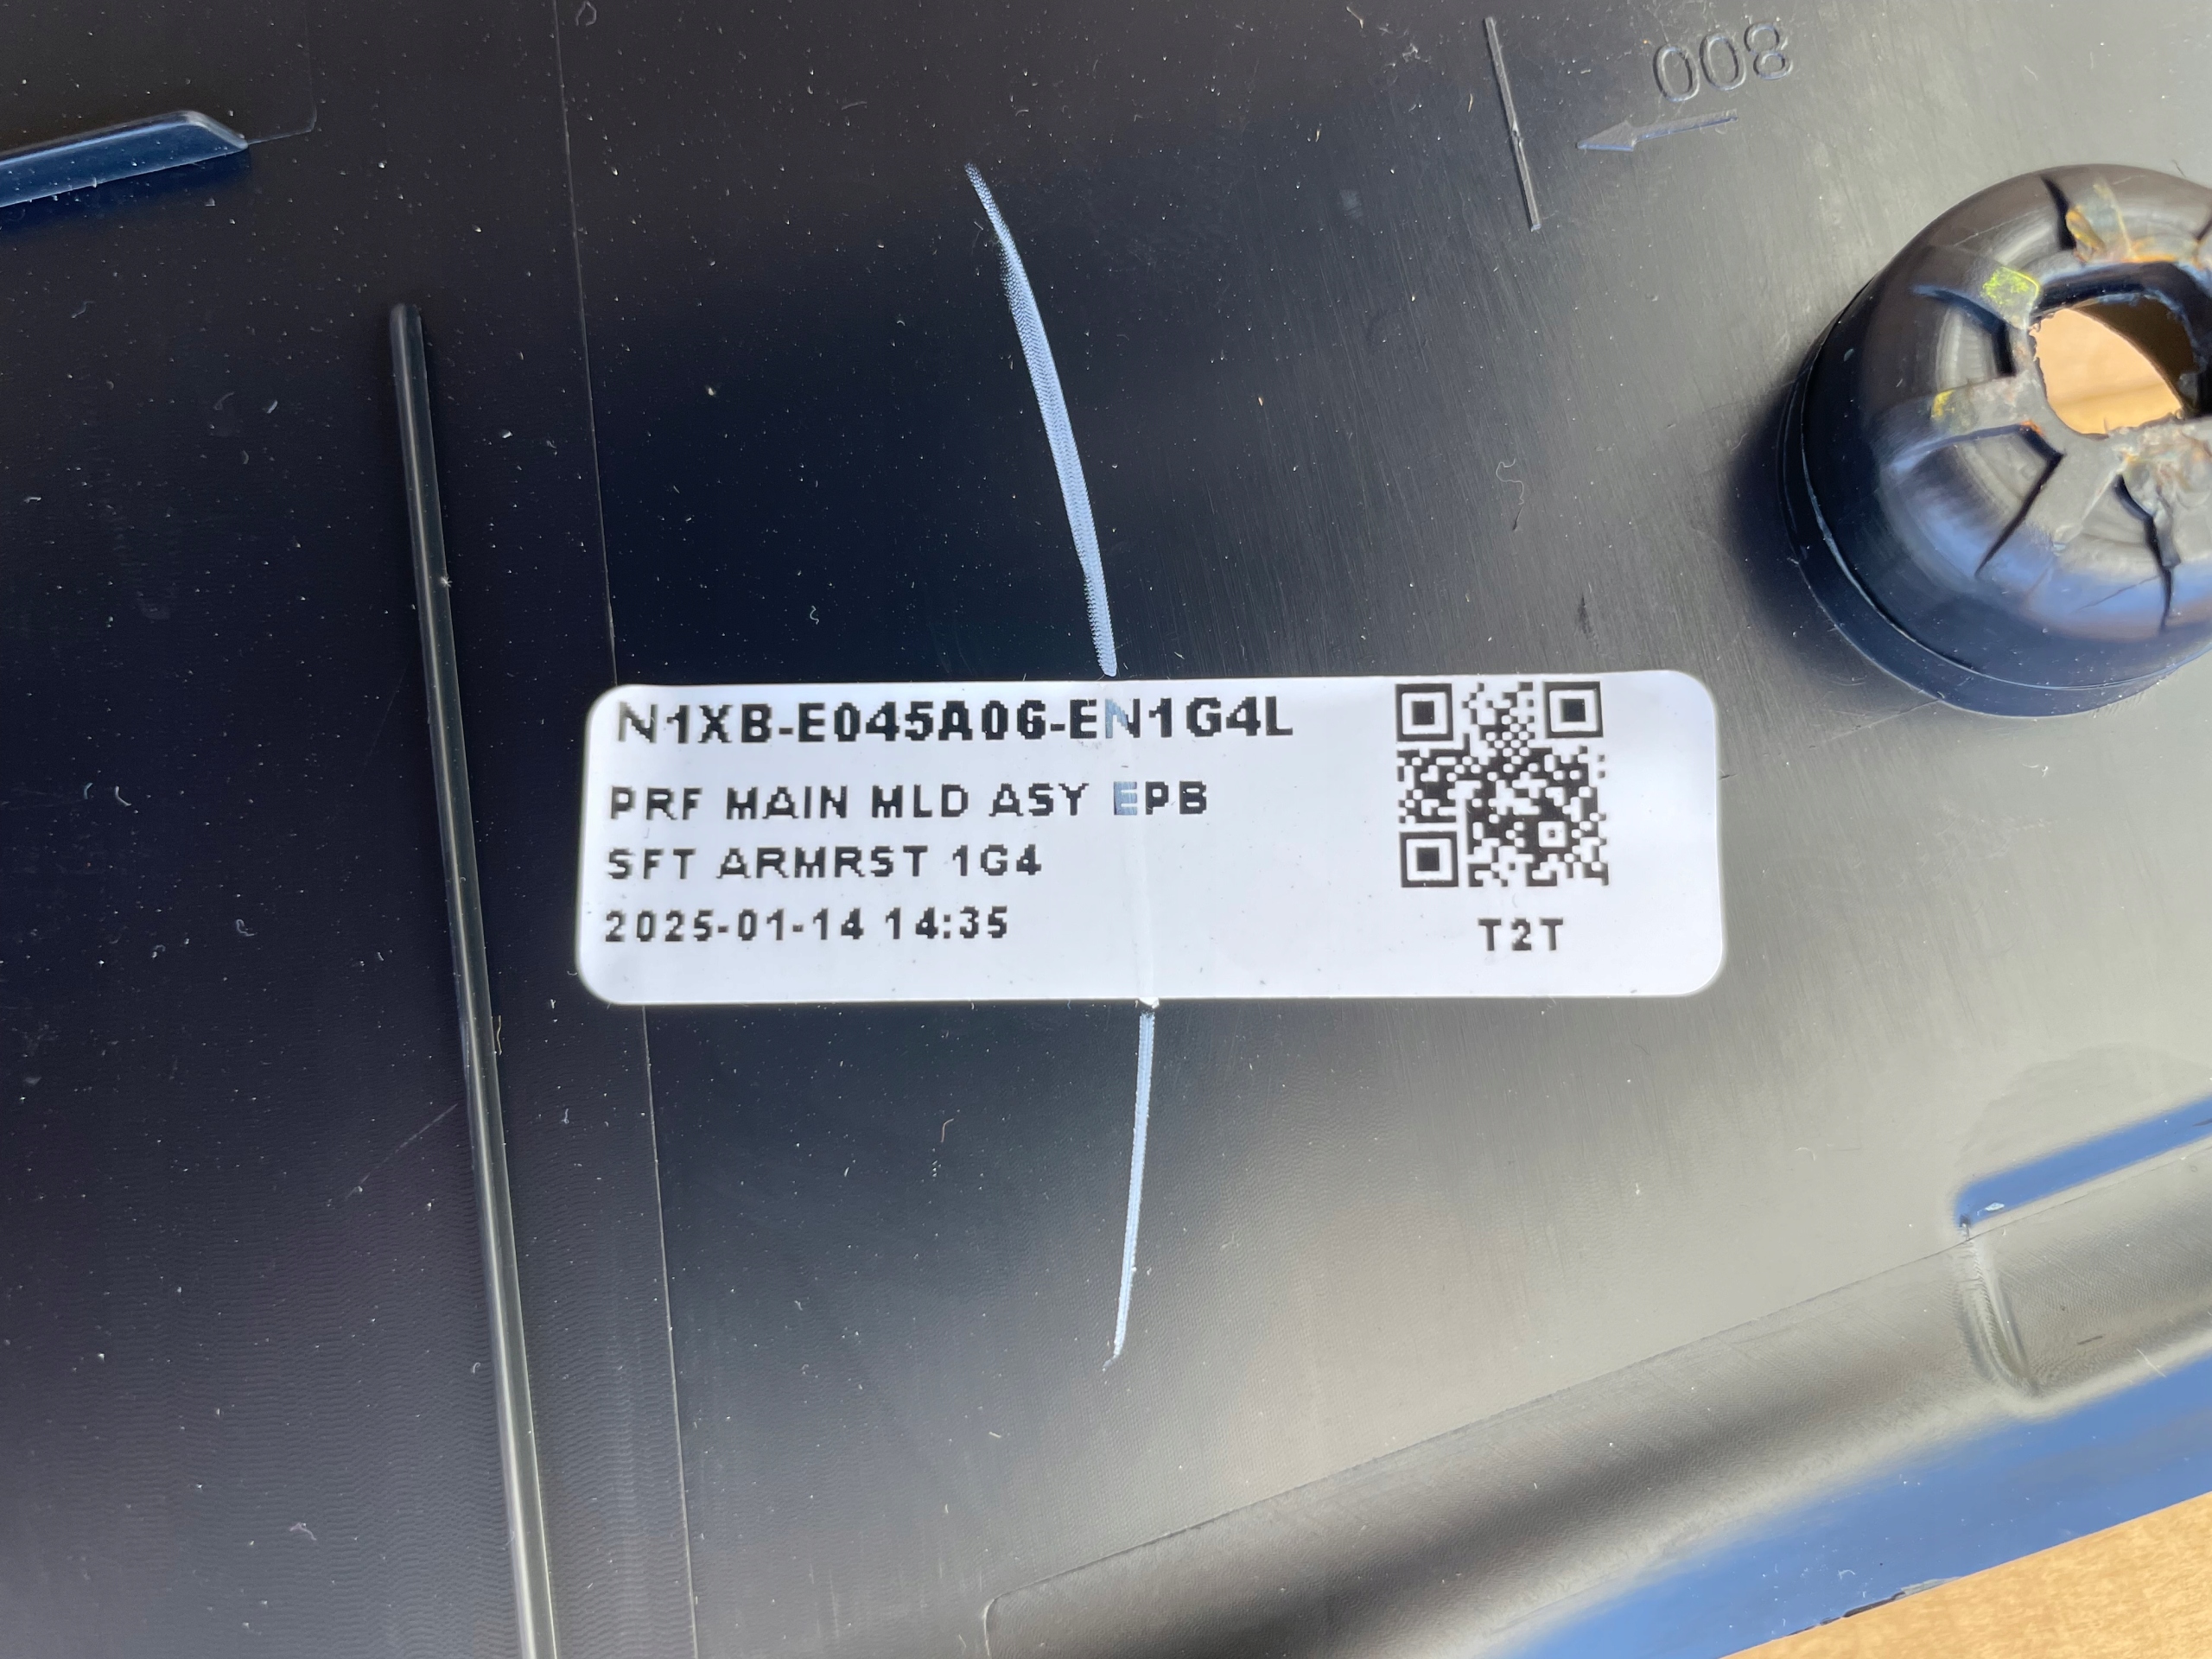 008
N1XB-E045A06-EN1G4L
PRF MAIN MLD ASY EPB
SFT ARMRST 1G4
2025-01-14 14:35
T2T